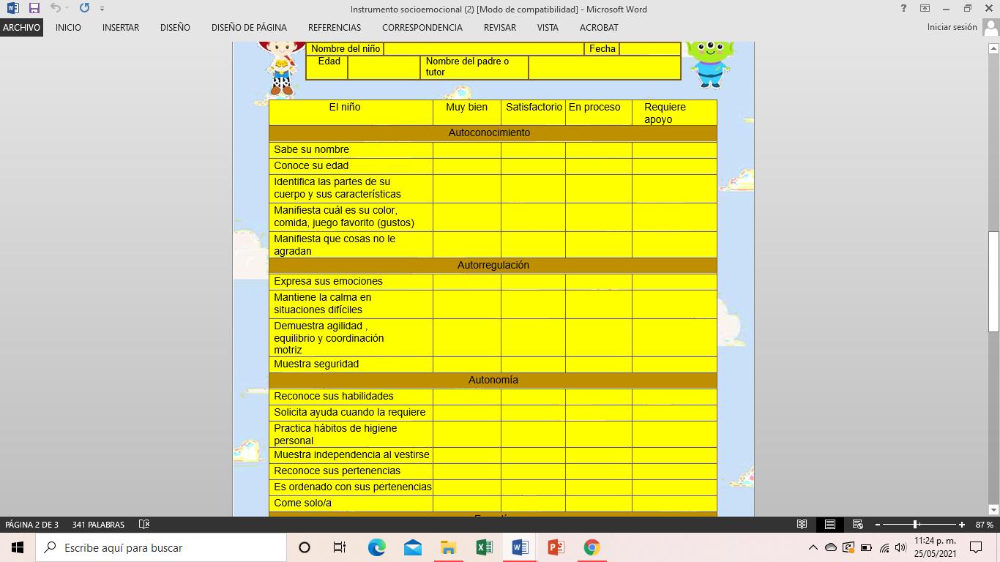 Instrumento socioemocional (2) [Modo de compatibilidad] - Microsoft Word
ARCHIVO INICIO INSERTAR DISEÑO DISEÑO DE PÁGINA REFERENCIAS CORRESPONDENCIA REVISAR VISTA ACROBAT Iniciar sesión
Nombre del niño Fecha
Edad Nombre del padre o
tutor
El niño Muy bien Satisfactorio En proceso Requiere
apoyo
Autoconocimiento
Sabe su nombre
Conoce su edad
Identifica las partes de su
cuerpo y sus características
Manifiesta cuál es su color,
comida, juego favorito (gustos)
Manifiesta que cosas no le
agradan
Autorregulación
Expresa sus emociones
Mantiene la calma en
situaciones difíciles
Demuestra agilidad ,
equilibrio y coordinación
motriz
Muestra seguridad
Autonomía
Reconoce sus habilidades
Solicita ayuda cuando la requiere
Practica hábitos de higiene
personal
Muestra independencia al vestirse
Reconoce sus pertenencias
Es ordenado con sus pertenencias
Come solo/a
PÁGINA 2 DE 3 341 PALABRAS 87 %
Escribe aquí para buscar
11:24 p. m.
25/05/2021